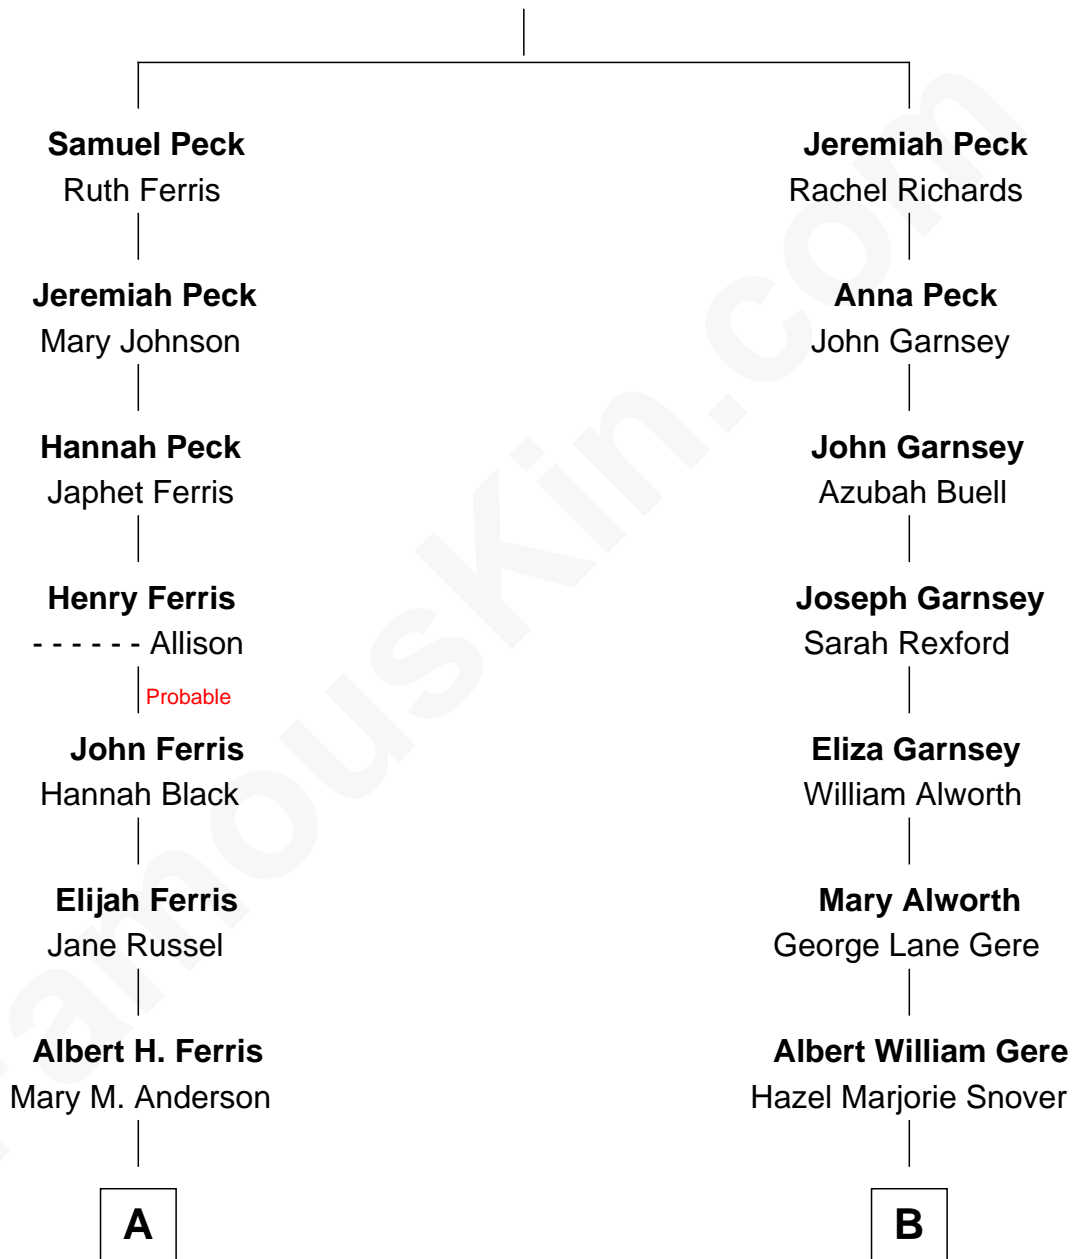 Samuel Peck
Ruth Ferris
Jeremiah Peck
Rachel Richards
Jeremiah Peck
Mary Johnson
Anna Peck
John Garnsey
Hannah Peck
Japhet Ferris
John Garnsey
Azubah Buell
Henry Ferris
- - - - - - Allison
Joseph Garnsey
Sarah Rexford
Probable
John Ferris
Hannah Black
Eliza Garnsey
William Alworth
Elijah Ferris
Jane Russel
Mary Alworth
George Lane Gere
Albert H. Ferris
Mary M. Anderson
Albert William Gere
Hazel Marjorie Snover
A
B
FamousKin.com